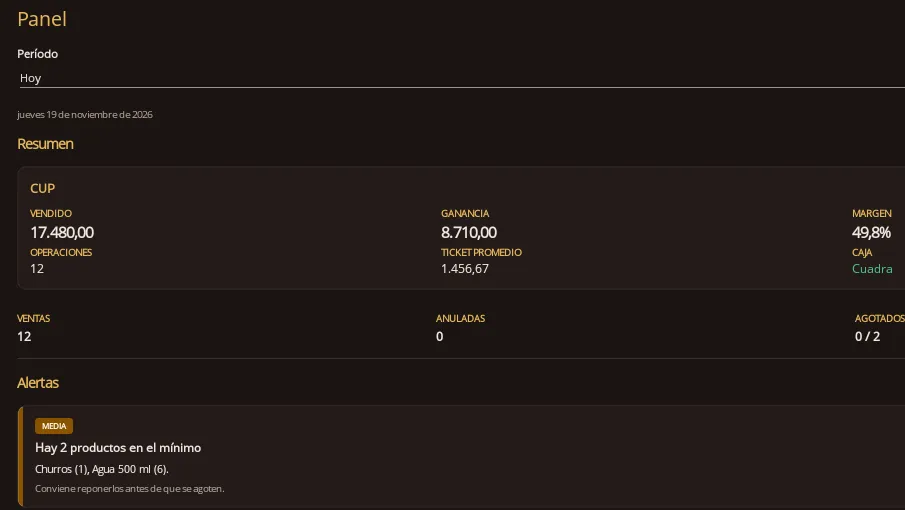 Panel
Período
Hoy
jueves 19 de noviembre de 2026
Resumen
CUP
VENDIDO GANANCIA MARGEN
17.480,00 8.710,00 49,8%
OPERACIONES TICKET PROMEDIO CAJA
12 1.456,67 Cuadra
VENTAS ANULADAS AGOTADOS
12 0 0 / 2
Alertas
MEDIA
Hay 2 productos en el mínimo
Churros (1), Agua 500 ml (6).
Conviene reponerlos antes de que se agoten.